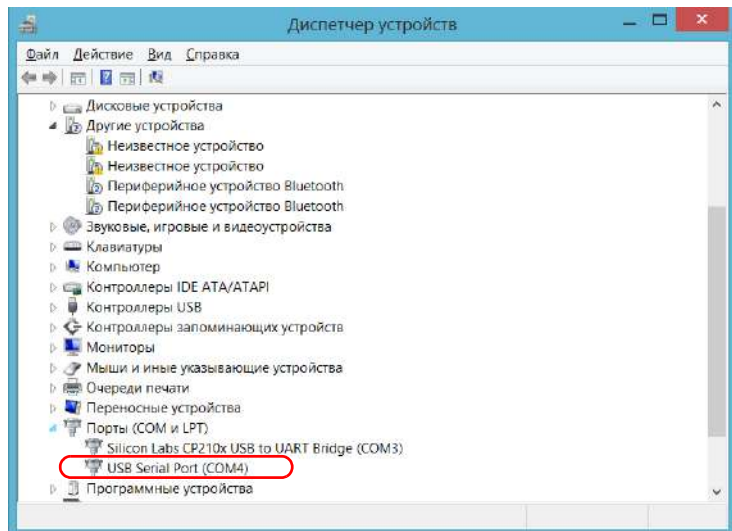 Диспетчер устройств
Файл Действие Вид Справка
Дисковые устройства
Другие устройства
Неизвестное устройство
Неизвестное устройство
Периферийное устройство Bluetooth
Периферийное устройство Bluetooth
Звуковые, игровые и видеоустройства
Клавиатуры
Компьютер
Контроллеры IDE ATA/ATAPI
Контроллеры USB
Контроллеры запоминающих устройств
Мониторы
Мыши и иные указывающие устройства
Очереди печати
Переносные устройства
Порты (COM и LPT)
Silicon Labs CP210x USB to UART Bridge (COM3)
USB Serial Port (COM4)
Программные устройства